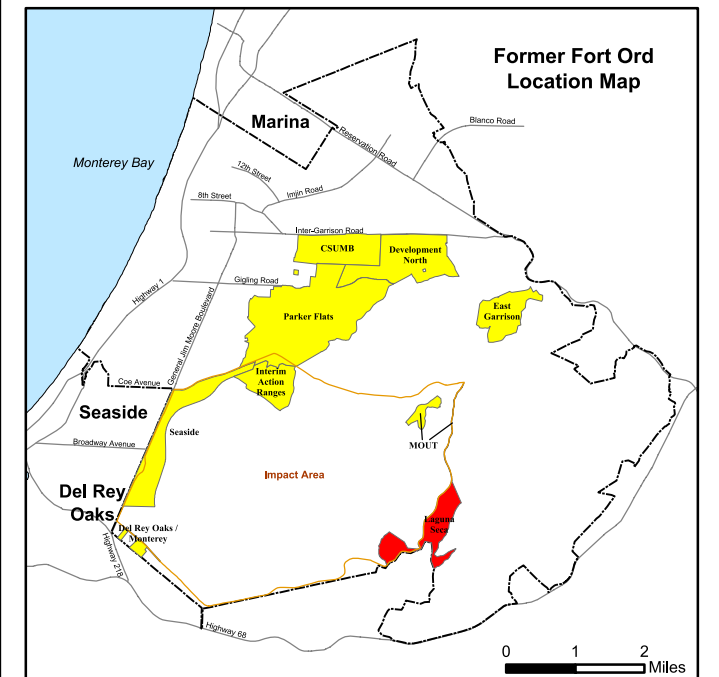 Former Fort Ord
Location Map
Marina
Blanco Road
Reservation Road
Monterey Bay
12th Street
Imjin Road
8th Street
Inter-Garrison Road
CSUMB
Development
North
Gigling Road
Highway 1
General Jim Moore Boulevard
Parker Flats
East
Garrison
Interim
Action
Ranges
Coe Avenue
Seaside
Seaside
Broadway Avenue
MOUT
Impact Area
Del Rey
Oaks
Laguna
Seca
Del Rey Oaks /
Monterey
Highway 218
Highway 68
0 1 2
Miles